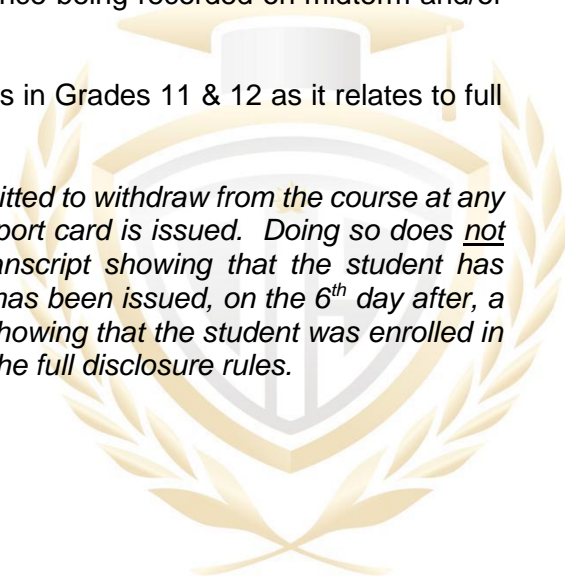 nce being recorded on midterm and/or
s in Grades 11 & 12 as it relates to full
itted to withdraw from the course at any
port card is issued. Doing so does not
anscript showing that the student has
has been issued, on the 6th day after, a
howing that the student was enrolled in
he full disclosure rules.